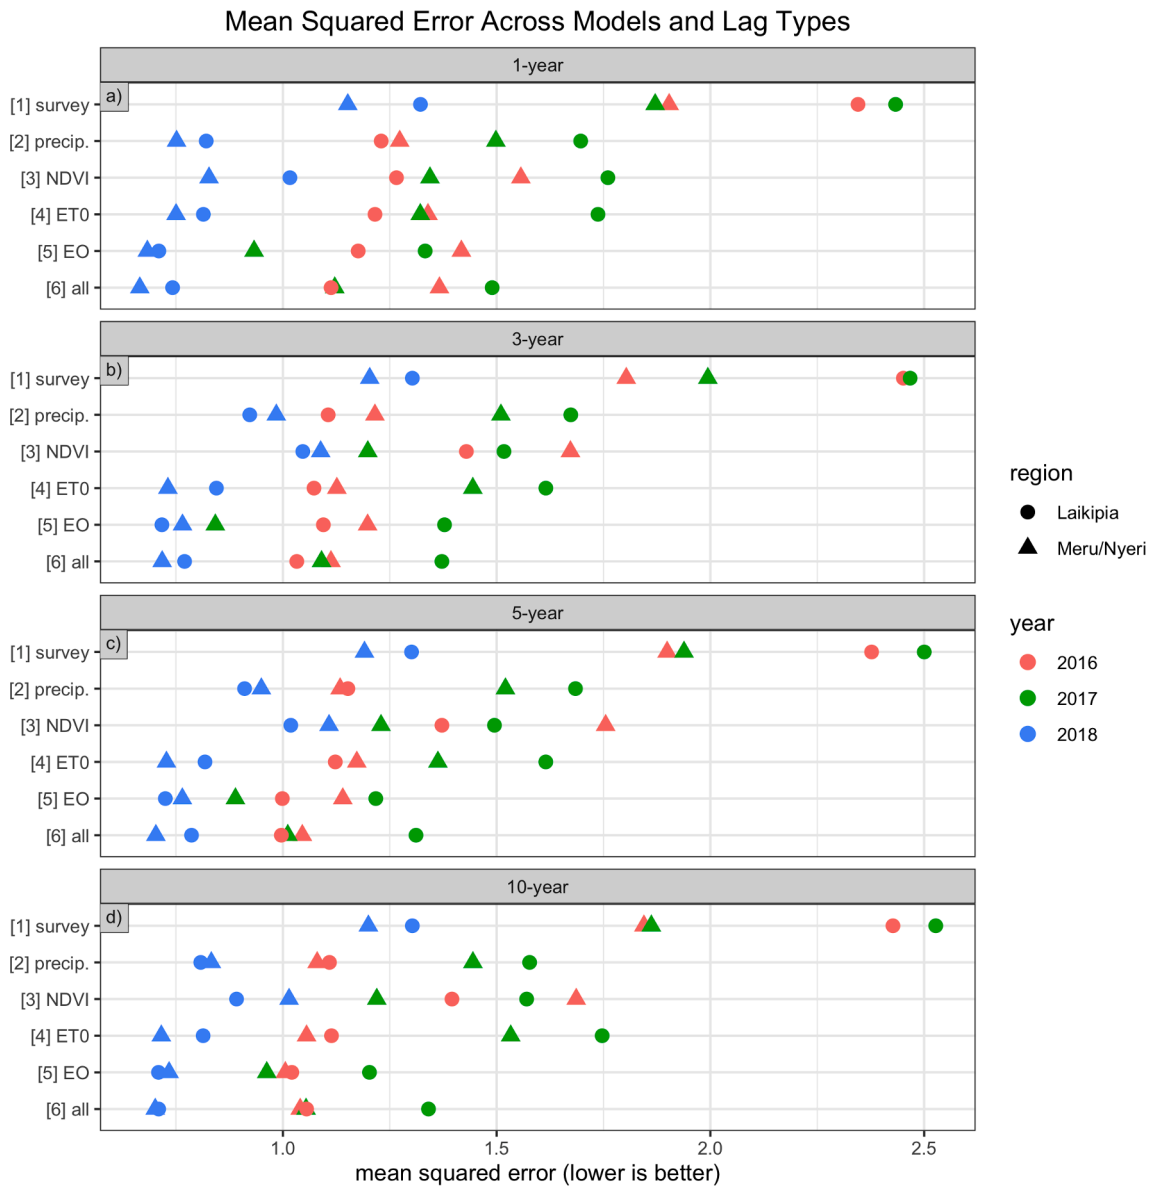 Mean Squared Error Across Models and Lag Types
1-year
a)
[1] survey
[2] precip.
[3] NDVI
[4] ET0
[5] EO
[6] all
3-year
b)
[1] survey
[2] precip.
[3] NDVI
[4] ET0
[5] EO
[6] all
5-year
c)
[1] survey
[2] precip.
[3] NDVI
[4] ET0
[5] EO
[6] all
10-year
d)
[1] survey
[2] precip.
[3] NDVI
[4] ET0
[5] EO
[6] all
1.0 1.5 2.0 2.5
mean squared error (lower is better)
region
Laikipia
Meru/Nyeri
year
2016
2017
2018